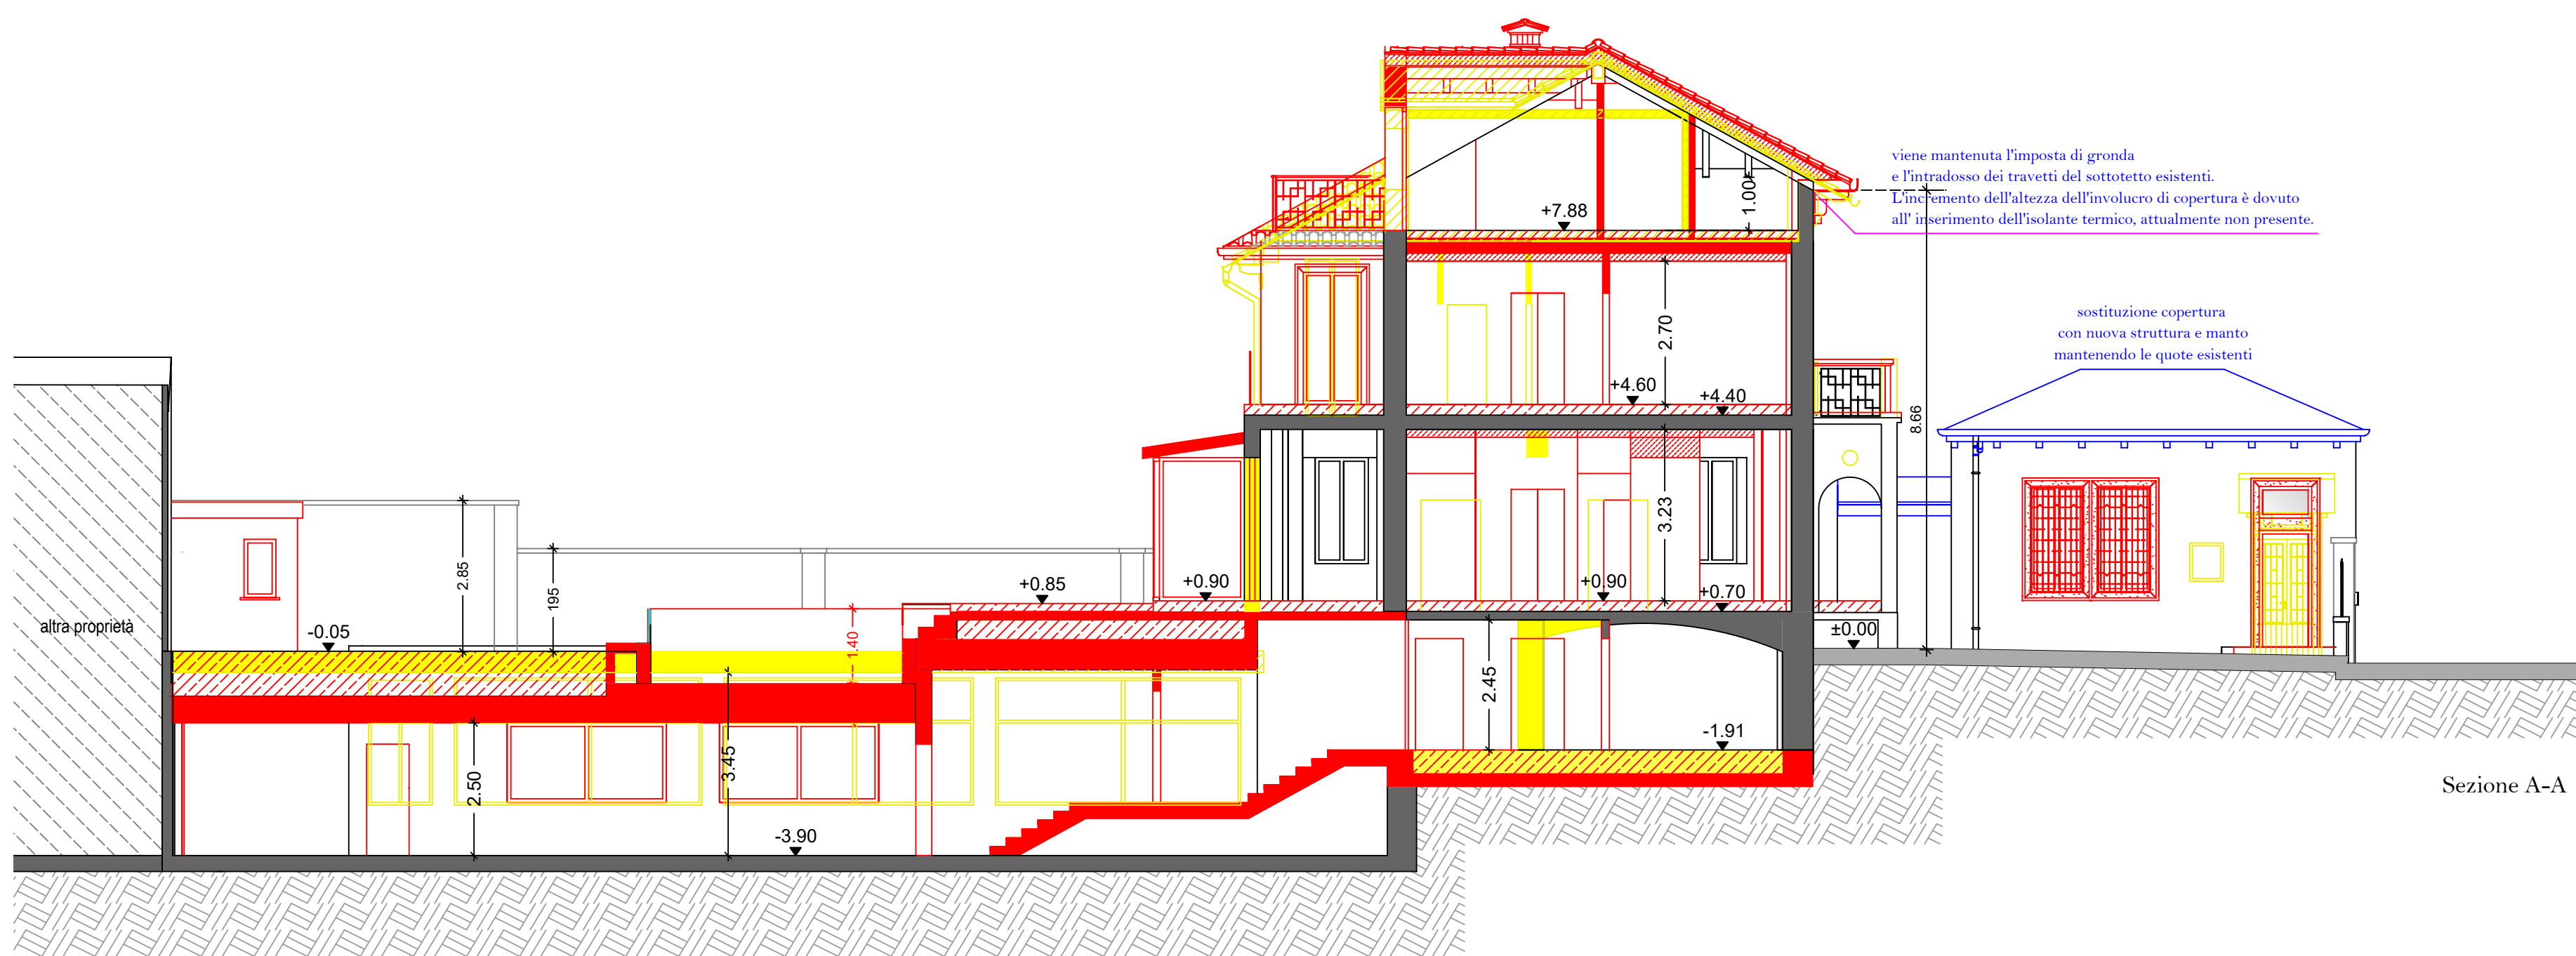 viene mantenuta l'imposta di gronda
e l'intradosso dei travetti del sottotetto esistenti.
L'incremento dell'altezza dell'involucro di copertura è dovuto
all' inserimento dell'isolante termico, attualmente non presente.
1.00
+7.88
sostituzione copertura
con nuova struttura e manto
mantenendo le quote esistenti
2.70
+4.60
+4.40
8.66
3.23
2.85
195
+0.85
+0.90
+0.90
+0.70
altra proprietà
-0.05
1.40
±0.00
2.45
-1.91
3.45
2.50
-3.90
Sezione A-A